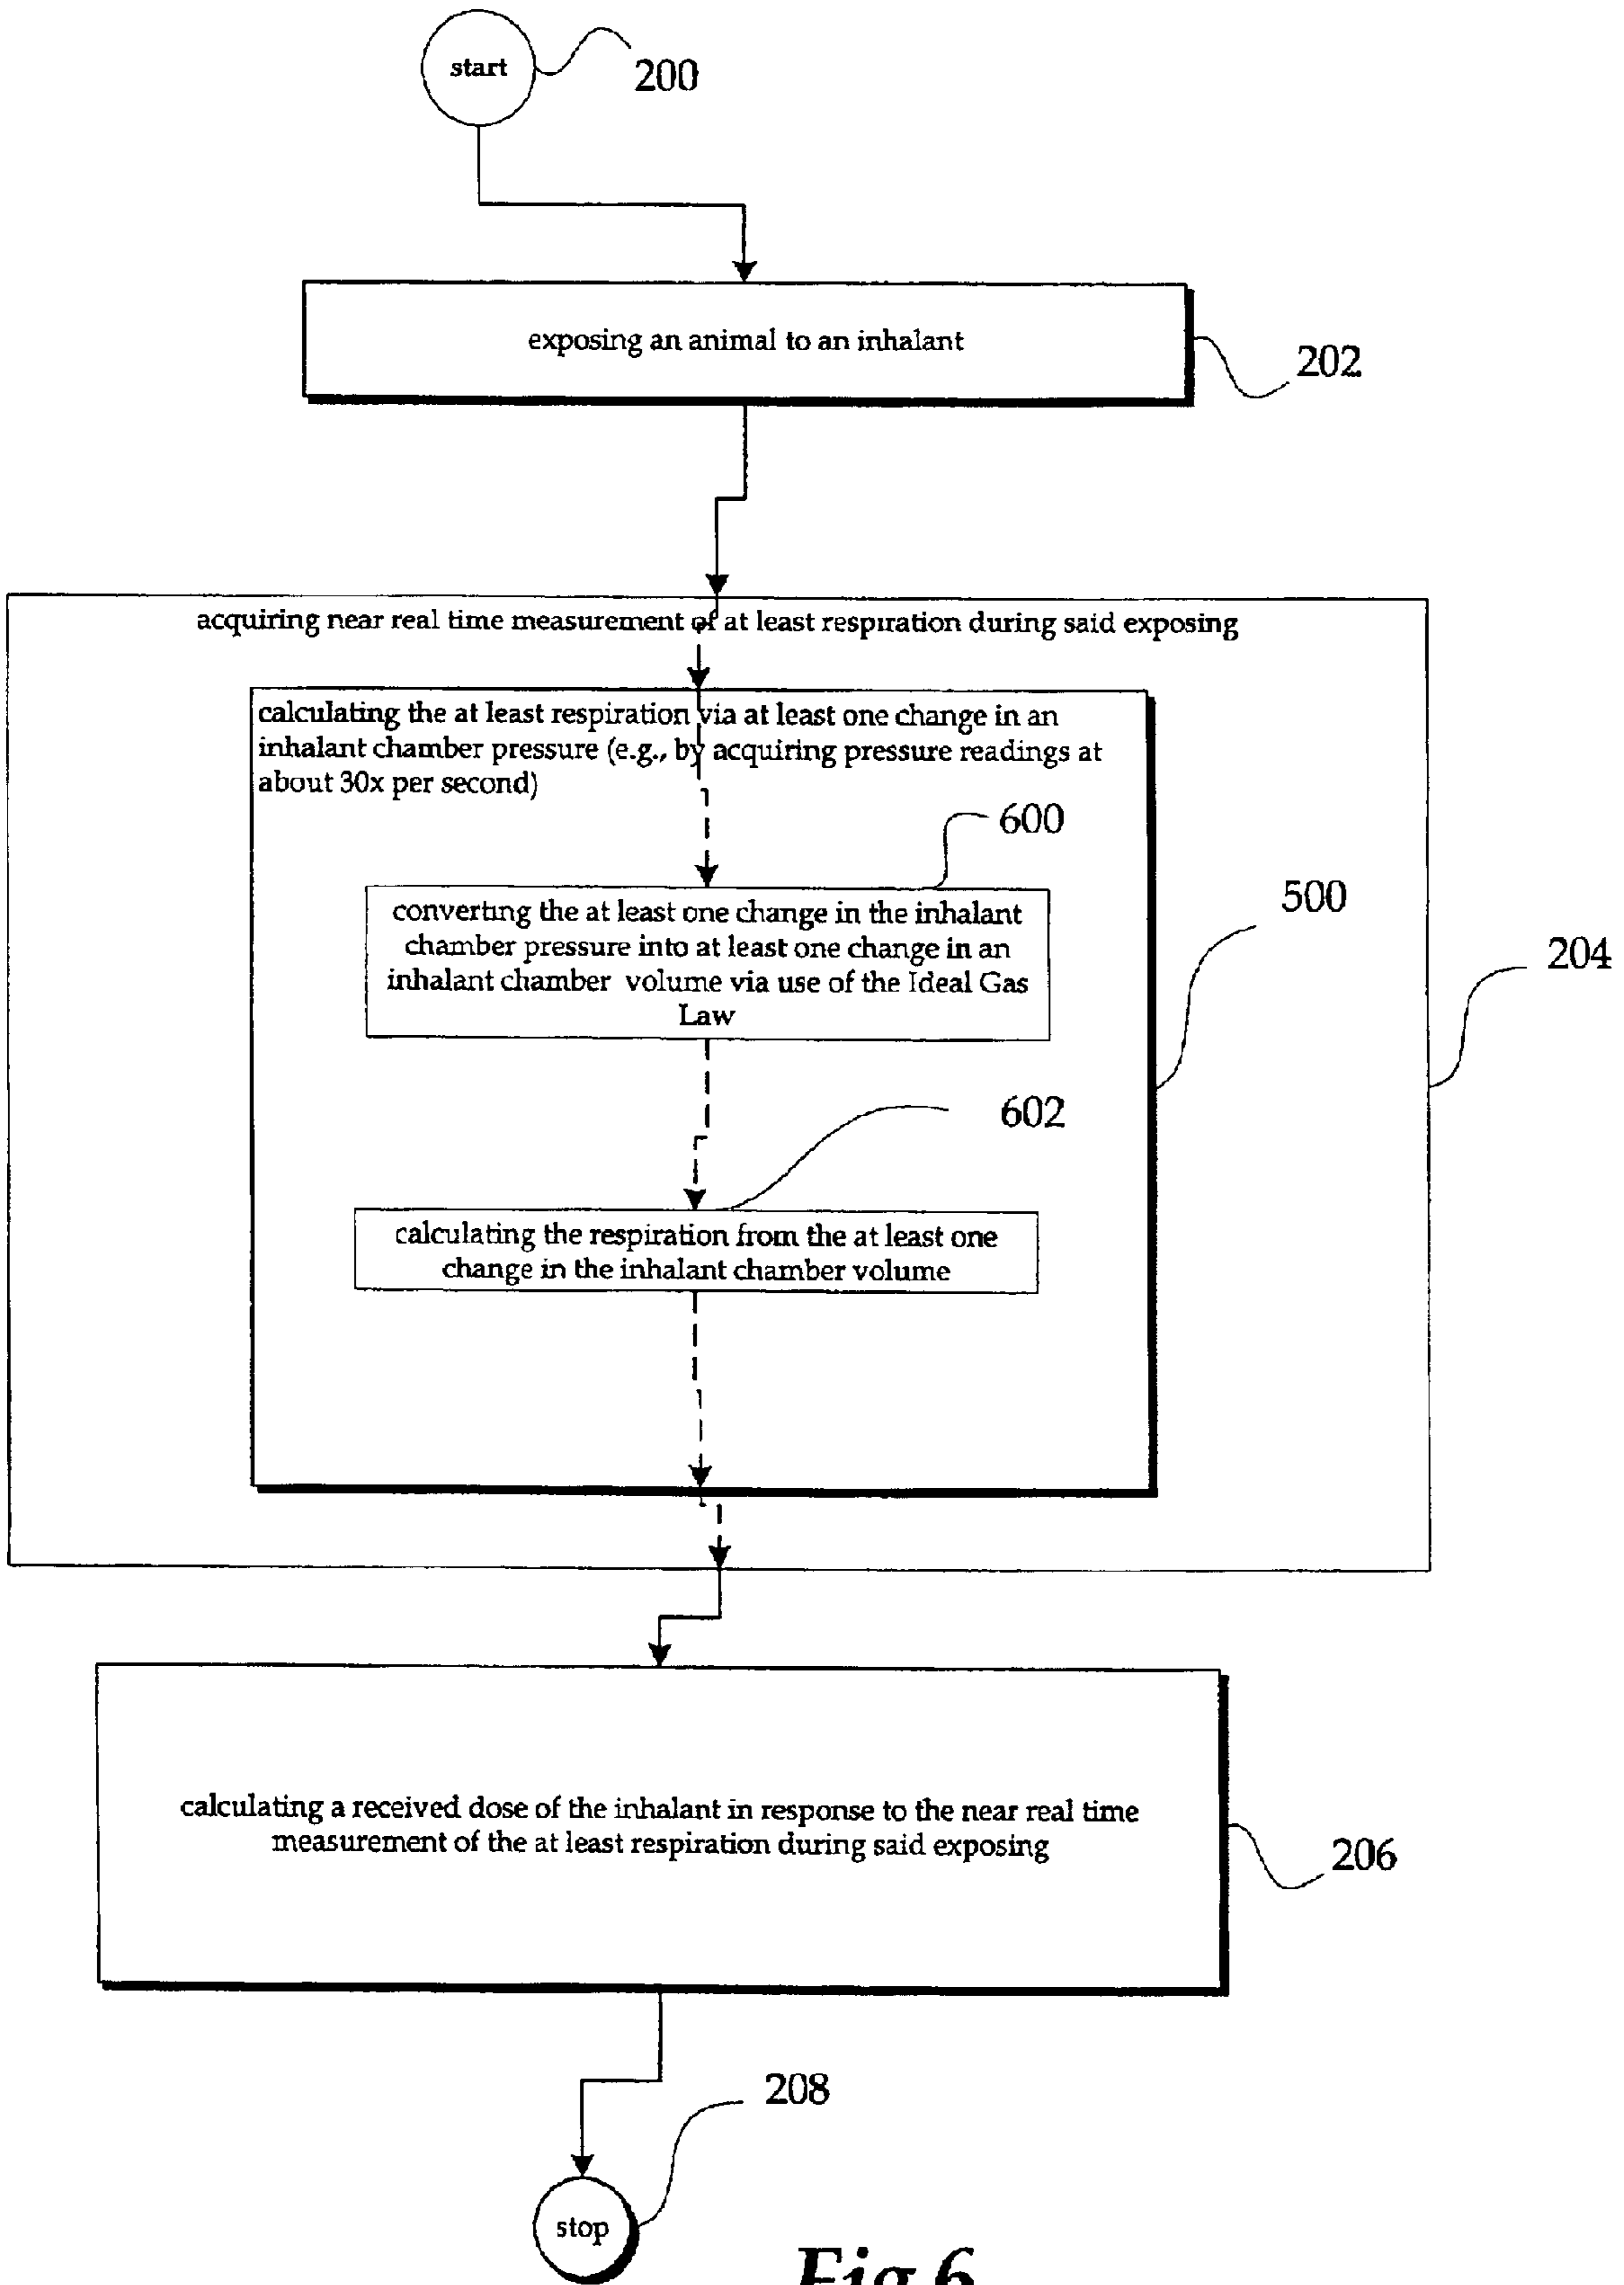 start
200
exposing an animal to an inhalant
202
acquiring near real time measurement of at least respiration during said exposing
calculating the at least respiration via at least one change in an
inhalant chamber pressure (e.g., by acquiring pressure readings at
about 30x per second)
600
converting the at least one change in the inhalant
chamber pressure into at least one change in an
inhalant chamber volume via use of the Ideal Gas
Law
500
204
602
calculating the respiration from the at least one
change in the inhalant chamber volume
calculating a received dose of the inhalant in response to the near real time
measurement of the at least respiration during said exposing
206
208
stop
Fig 6